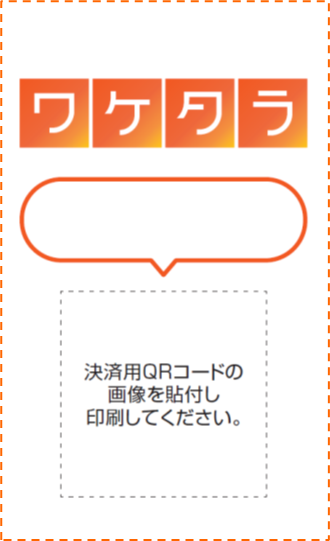 ワケタラ
決済用QRコードの
画像を貼付し
印刷してください。